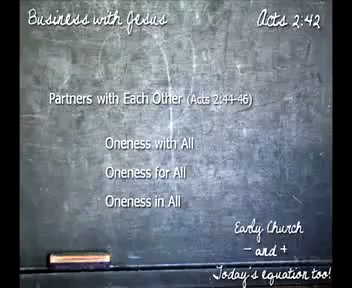 Business with Jesus
Acts 2:42
Partners with Each Other (Acts 2:44-46)
Oneness with All
Oneness for All
Oneness in All
Early Church
- and +
Today's equation too!